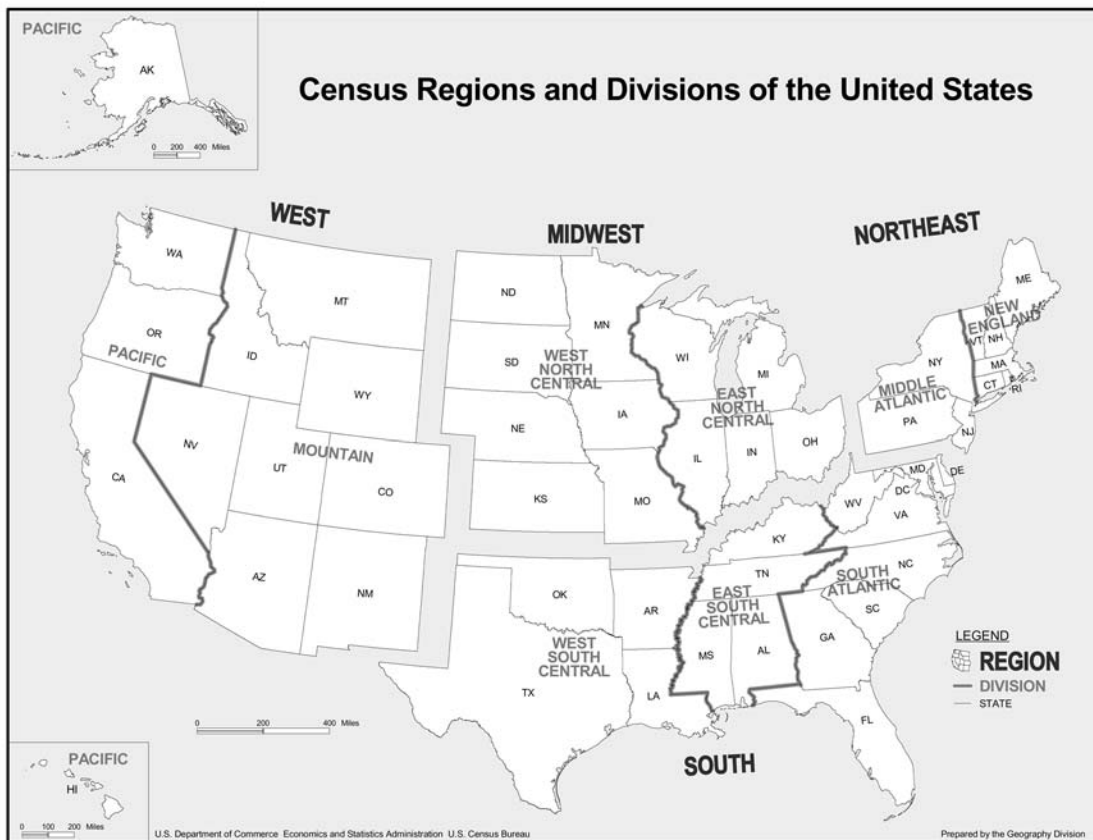 PACIFIC
AK
0 200 400 Miles
Census Regions and Divisions of the United States
WEST
MIDWEST
NORTHEAST
WA
MT
OR
PACIFIC
ID
WY
NV
MOUNTAIN
UT
CO
CA
AZ
NM
ND
MN
SD
WEST
NORTH
CENTRAL
IA
NE
KS
MO
WI
MI
EAST
NORTH
CENTRAL
IL
IN
OH
ME
NEW
ENGLAND
VT
NH
NY
MA
CT
RI
MIDDLE
ATLANTIC
PA
NJ
MD
DE
DC
WV
VA
KY
TN
NC
SOUTH
ATLANTIC
SC
EAST
SOUTH
CENTRAL
MS
AL
GA
FL
OK
AR
WEST
SOUTH
CENTRAL
TX
LA
SOUTH
LEGEND
REGION
DIVISION
STATE
0 200 400 Miles
PACIFIC
HI
0 100 200 Miles
U.S. Department of Commerce Economics and Statistics Administration U.S. Census Bureau
Prepared by the Geography Division